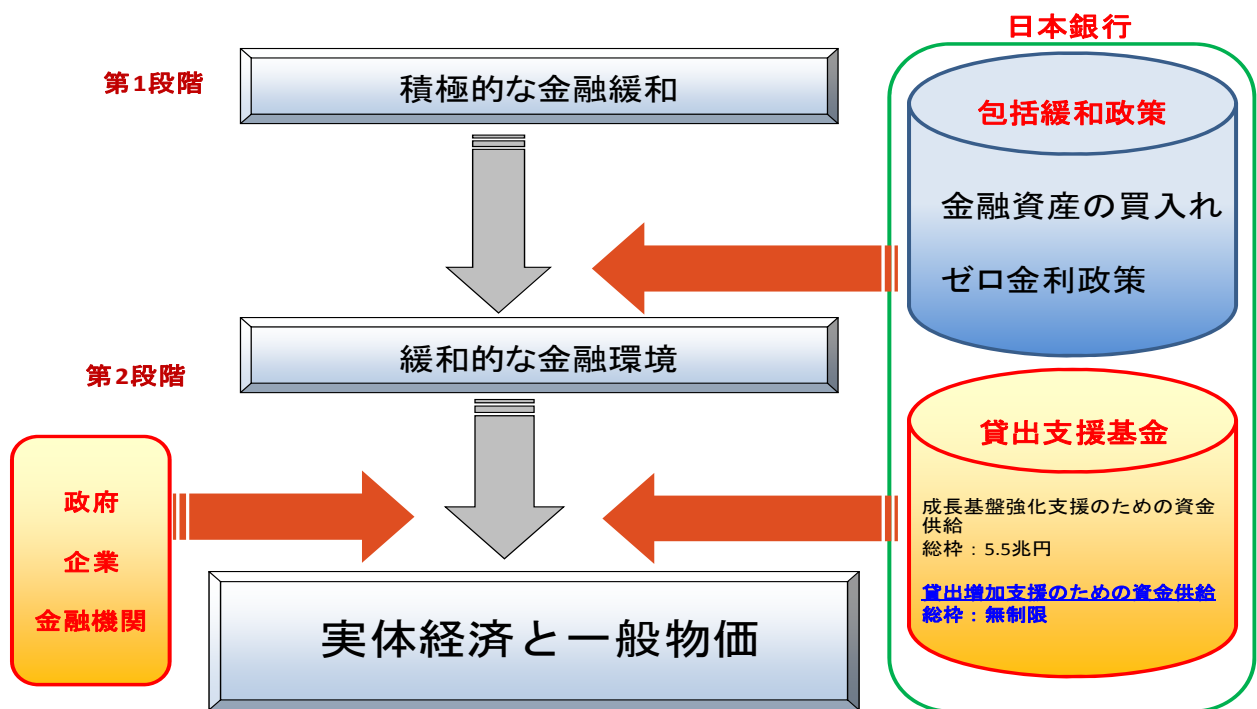 日本銀行
第1段階
積極的な金融緩和
包括緩和政策
金融資産の買入れ
ゼロ金利政策
第2段階
緩和的な金融環境
貸出支援基金
成長基盤強化支援のための資金
供給
総枠：5.5兆円
貸出増加支援のための資金供給
総枠：無制限
政府
企業
金融機関
実体経済と一般物価